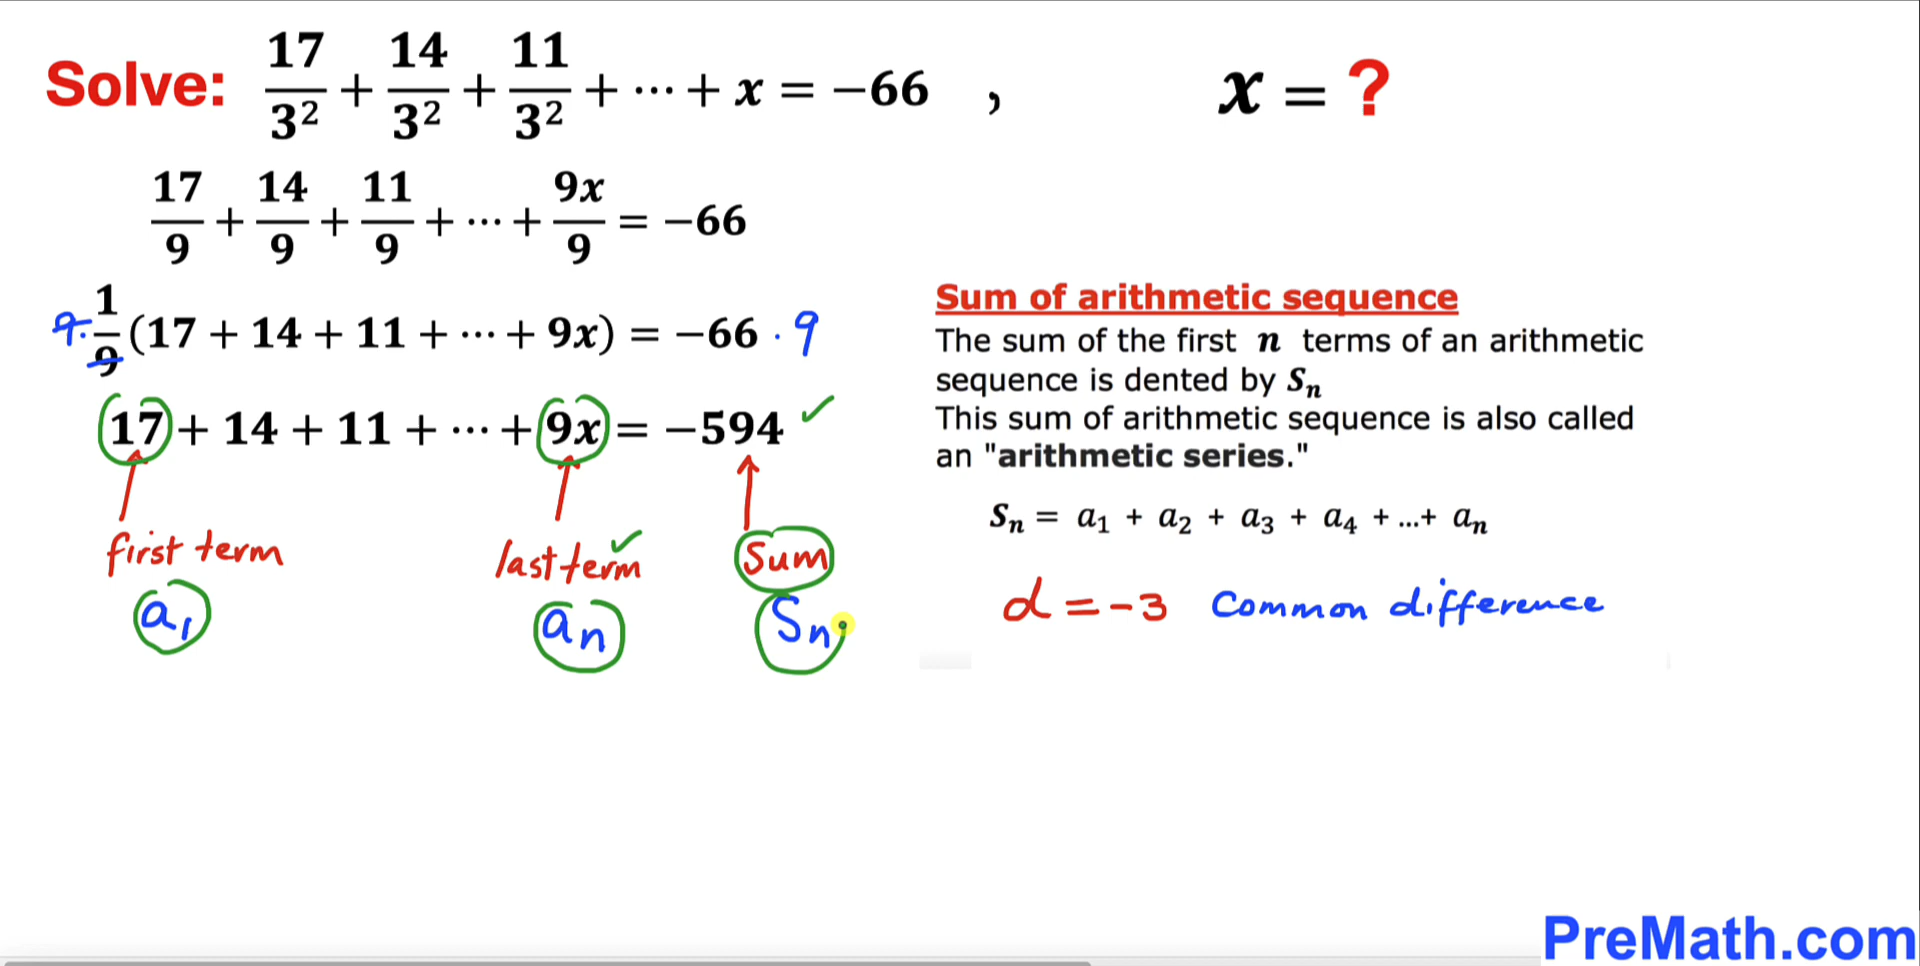 Solve: 17/3² + 14/3² + 11/3² + ··· + x = −66 , x = ?
17/9 + 14/9 + 11/9 + ··· + 9x/9 = −66
9· 1/9 (17 + 14 + 11 + ··· + 9x) = −66 · 9
17 + 14 + 11 + ··· + 9x = −594 ✓
first term
a₁
last term ✓
aₙ
Sum
Sₙ
Sum of arithmetic sequence
The sum of the first n terms of an arithmetic
sequence is dented by Sₙ
This sum of arithmetic sequence is also called
an "arithmetic series."
Sₙ = a₁ + a₂ + a₃ + a₄ + ...+ aₙ
d = -3 Common difference
PreMath.com